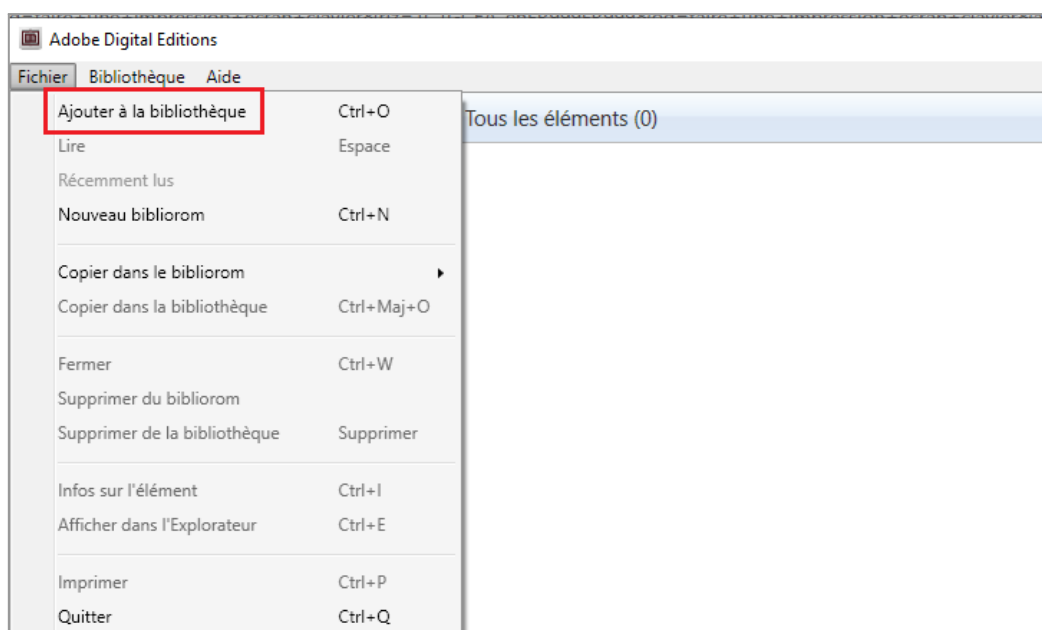 Adobe Digital Editions
Fichier Bibliothèque Aide
Ajouter à la bibliothèque Ctrl+O
Tous les éléments (0)
Lire Espace
Récemment lus
Nouveau bibliorom Ctrl+N
Copier dans le bibliorom
Copier dans la bibliothèque Ctrl+Maj+O
Fermer Ctrl+W
Supprimer du bibliorom
Supprimer de la bibliothèque Supprimer
Infos sur l'élément Ctrl+I
Afficher dans l'Explorateur Ctrl+E
Imprimer Ctrl+P
Quitter Ctrl+Q